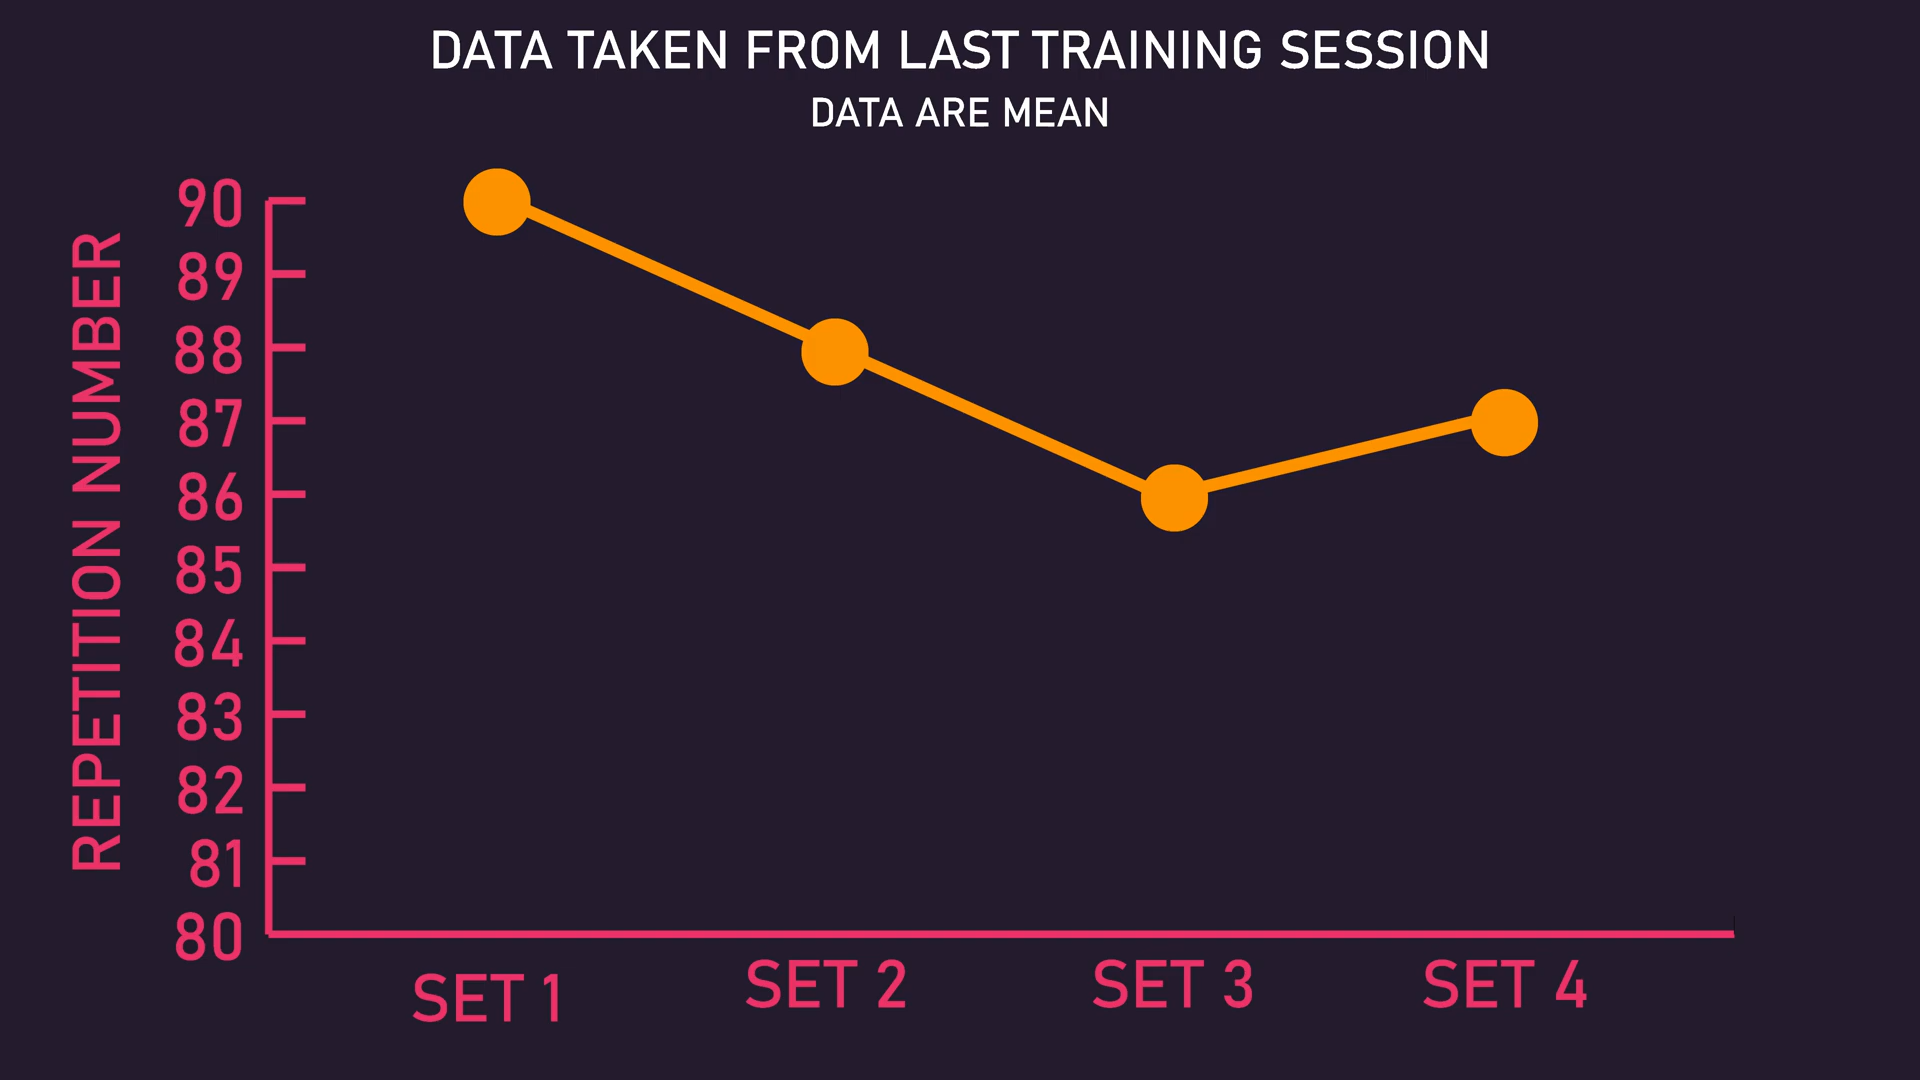 DATA TAKEN FROM LAST TRAINING SESSION
DATA ARE MEAN
REPETITION NUMBER
90
89
88
87
86
85
84
83
82
81
80
SET 1
SET 2
SET 3
SET 4